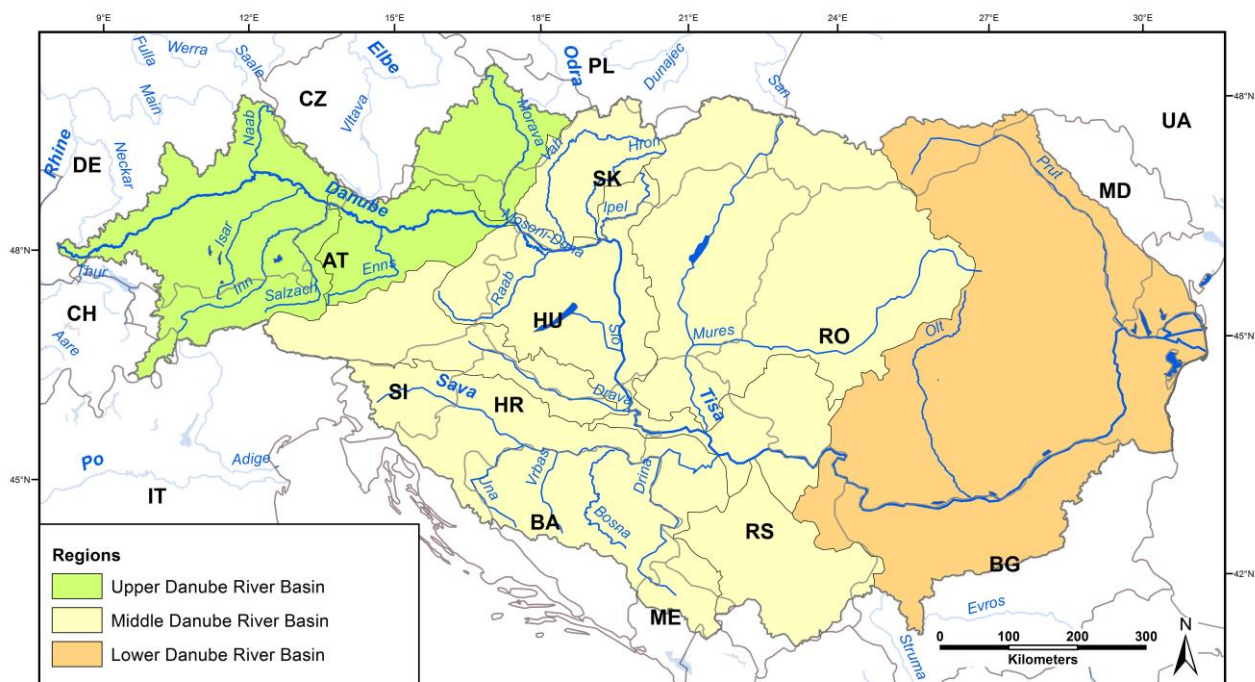 9°E
12°E
15°E
18°E
21°E
24°E
27°E
30°E
48°N
48°N
45°N
45°N
45°N
42°N
Fulla
Werra
Saale
Elbe
Odra
PL
Dunajec
San
CZ
Main
Vltava
Naab
Morava
UA
Rhine
DE
Neckar
Hron
SK
Prut
MD
Danube
Ipel
Isar
Mosoni-Duna
AT
Enns
Thur
Inn
Salzach
Raab
CH
HU
Sio
Mures
RO
Olt
Aare
SI
Sava
HR
Drava
Tisa
Po
Adige
IT
Una
Vrbas
Bosna
Drina
BA
RS
BG
ME
Evros
Struma
Regions
Upper Danube River Basin
Middle Danube River Basin
Lower Danube River Basin
N
0 100 200 300
Kilometers